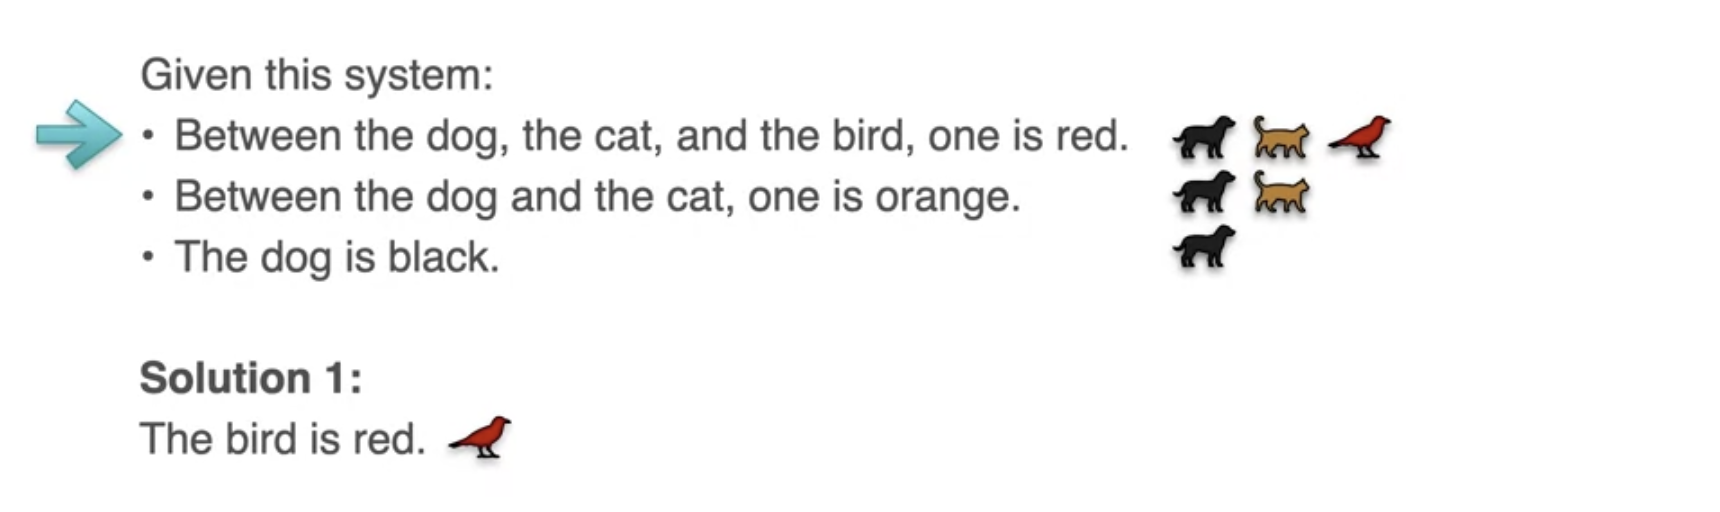 Given this system:
• Between the dog, the cat, and the bird, one is red.
• Between the dog and the cat, one is orange.
• The dog is black.
Solution 1:
The bird is red.